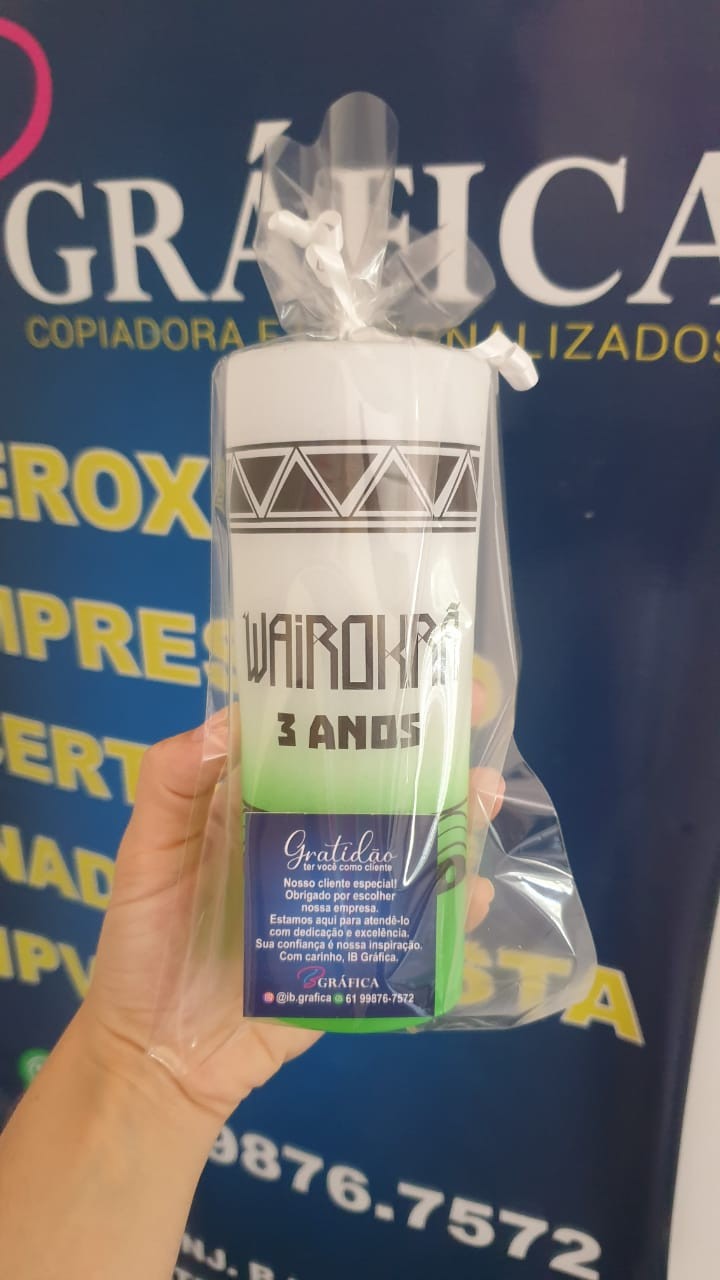 GRÁFICA
COPIADORA E PERSONALIZADOS
WAIROKRÃ
3 ANOS
Gratidão
ter você como cliente
Nosso cliente especial!
Obrigado por escolher
nossa empresa.
Estamos aqui para atendê-lo
com dedicação e excelência.
Sua confiança é nossa inspiração.
Com carinho, IB Gráfica.
GRÁFICA
@ib.grafica 61 99876-7572
9876.7572